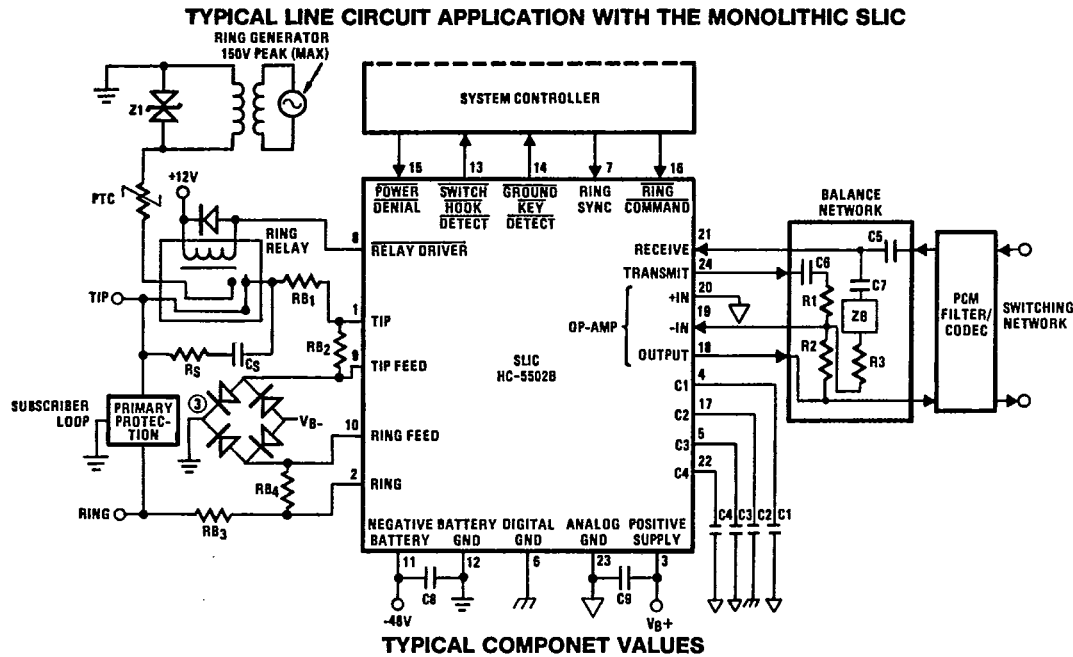 TYPICAL LINE CIRCUIT APPLICATION WITH THE MONOLITHIC SLIC
RING GENERATOR
150V PEAK (MAX)
Z1
PTC
+12V
RING
RELAY
SYSTEM CONTROLLER
15
13
14
7
16
POWER
DENIAL
SWITCH
HOOK
DETECT
GROUND
KEY
DETECT
RING
SYNC
RING
COMMAND
8
RELAY DRIVER
TIP
RB1
1
TIP
RB2
9
TIP FEED
RS
CS
SUBSCRIBER
LOOP
PRIMARY
PROTEC-
TION
3
VB-
10
RING FEED
2
RING
RB4
RING
RB3
SLIC
HC-5502B
RECEIVE
21
TRANSMIT
24
+IN
20
OP-AMP
-IN
19
OUTPUT
18
C1
4
C2
17
C3
5
C4
22
BALANCE
NETWORK
C5
C6
C7
R1
ZB
R2
R3
PCM
FILTER/
CODEC
SWITCHING
NETWORK
C4
C3
C2
C1
NEGATIVE
BATTERY
BATTERY
GND
DIGITAL
GND
ANALOG
GND
POSITIVE
SUPPLY
11
12
6
23
3
C8
C9
-48V
VB+
TYPICAL COMPONET VALUES